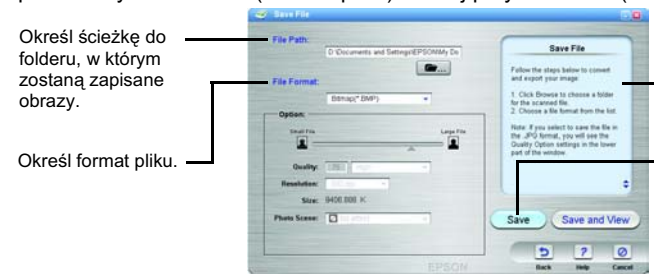 Save File
Określ ścieżkę do
folderu, w którym
zostaną zapisane
obrazy.
Określ format pliku.
File Path:
D:\Documents and Settings\EPSON\My Do
File Format:
Bitmap(*.BMP)
Option:
Small File
Large File
Quality:
High
Resolution:
Size: 9406.808 K
Photo Scene:
EPSON
Save File
Follow the steps below to convert
and export your image
1. Click Browse to choose a folder
for the scanned file.
2. Choose a file format from the list.
Note: If you select to save the file in
the .JPG format, you will see the
Quality Option settings in the lower
part of the window.
Save
Save and View
Back
Help
Cancel